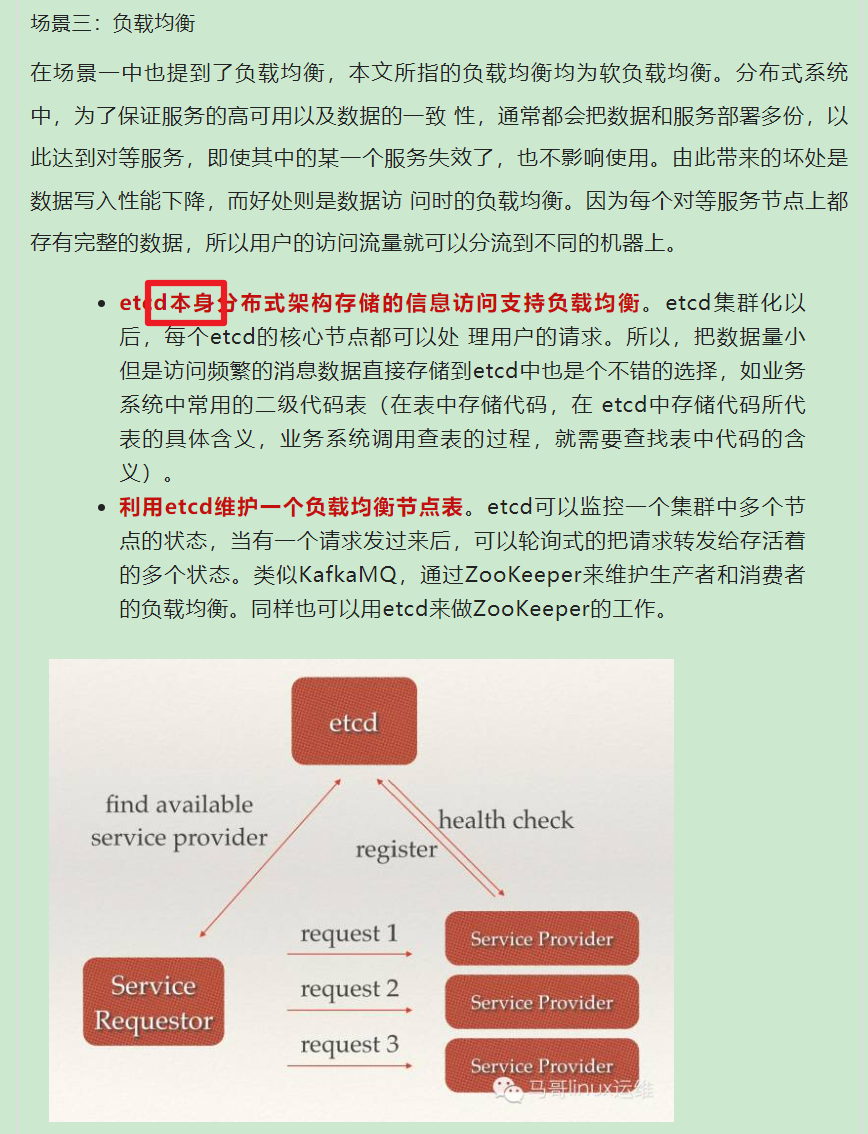 场景三：负载均衡
在场景一中也提到了负载均衡，本文所指的负载均衡均为软负载均衡。分布式系统
中，为了保证服务的高可用以及数据的一致 性，通常都会把数据和服务部署多份，以
此达到对等服务，即使其中的某一个服务失效了，也不影响使用。由此带来的坏处是
数据写入性能下降，而好处则是数据访 问时的负载均衡。因为每个对等服务节点上都
存有完整的数据，所以用户的访问流量就可以分流到不同的机器上。
• etcd本身分布式架构存储的信息访问支持负载均衡。etcd集群化以
后，每个etcd的核心节点都可以处 理用户的请求。所以，把数据量小
但是访问频繁的消息数据直接存储到etcd中也是个不错的选择，如业务
系统中常用的二级代码表（在表中存储代码，在 etcd中存储代码所代
表的具体含义，业务系统调用查表的过程，就需要查找表中代码的含
义）。
• 利用etcd维护一个负载均衡节点表。etcd可以监控一个集群中多个节
点的状态，当有一个请求发过来后，可以轮询式的把请求转发给存活着
的多个状态。类似KafkaMQ，通过ZooKeeper来维护生产者和消费者
的负载均衡。同样也可以用etcd来做ZooKeeper的工作。
etcd
find available
service provider
health check
register
request 1
Service Provider
Service
Requestor
request 2
Service Provider
request 3
Service Provider
马哥linux运维